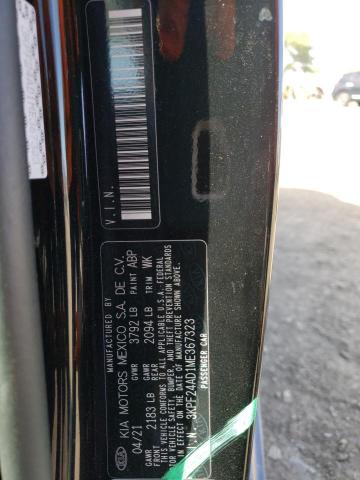 KIA MOTORS MEXICO S.A. DE C.V.
04/21 GVWR 3792 LB PAINT ABP
FRONT GAWR 2183 LB REAR GAWR 2094 LB TRIM WK
THIS VEHICLE CONFORMS TO ALL APPLICABLE U.S.A. FEDERAL
MOTOR VEHICLE SAFETY, BUMPER, AND THEFT PREVENTION STANDARDS
IN EFFECT ON THE DATE OF MANUFACTURE SHOWN ABOVE.
V.I.N. 3KPF24AD1ME367323
PASSENGER CAR
V.I.N.
KIA